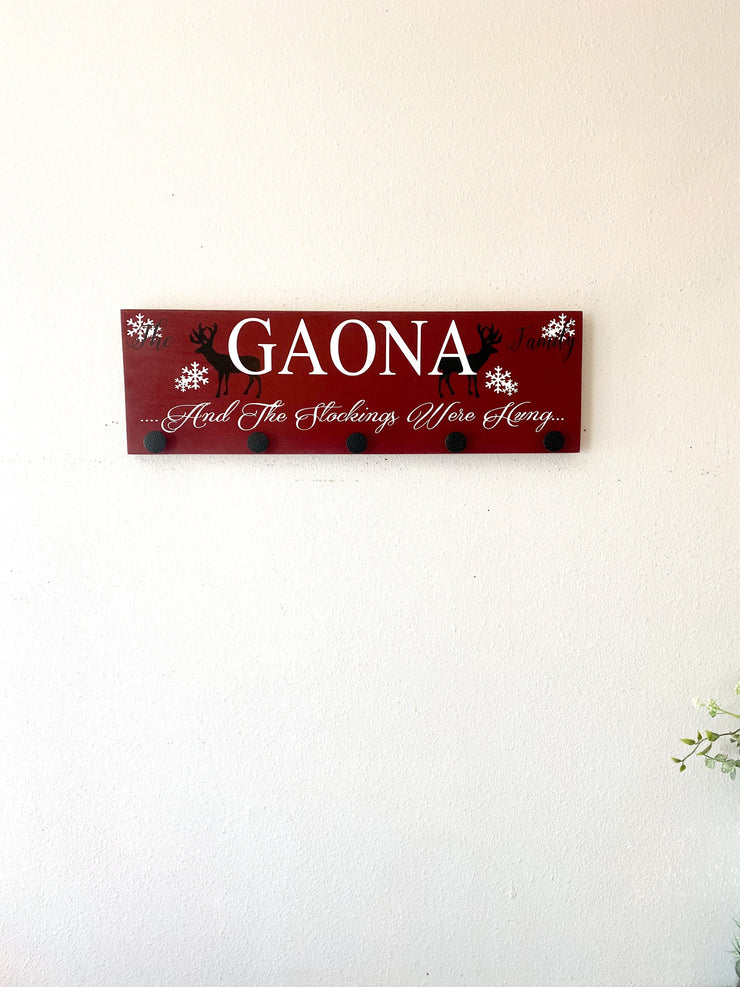 The GAONA Family
....And The Stockings Were Hung...